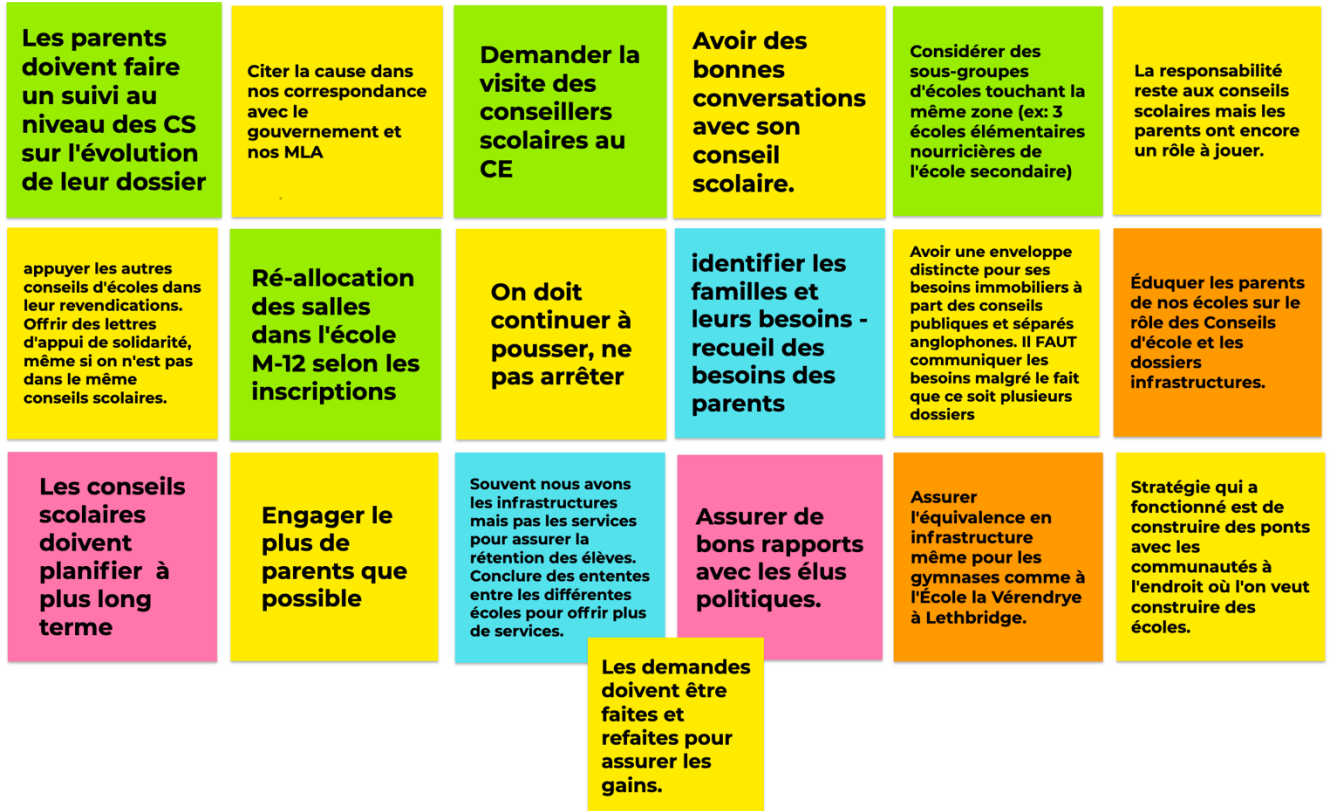 Les parents
doivent faire
un suivi au
niveau des CS
sur l'évolution
de leur dossier
Citer la cause dans
nos correspondance
avec le
gouvernement et
nos MLA
.
Demander la
visite des
conseillers
scolaires au
CE
Avoir des
bonnes
conversations
avec son
conseil
scolaire.
Considérer des
sous-groupes
d'écoles touchant la
même zone (ex: 3
écoles élémentaires
nourricières de
l'école secondaire)
La responsabilité
reste aux conseils
scolaires mais les
parents ont encore
un rôle à jouer.
appuyer les autres
conseils d'écoles dans
leur revendications.
Offrir des lettres
d'appui de solidarité,
même si on n'est pas
dans le même
conseils scolaires.
Ré-allocation
des salles
dans l'école
M-12 selon les
inscriptions
On doit
continuer à
pousser, ne
pas arrêter
identifier les
familles et
leurs besoins -
recueil des
besoins des
parents
Avoir une enveloppe
distincte pour ses
besoins immobiliers à
part des conseils
publiques et séparés
anglophones. Il FAUT
communiquer les
besoins malgré le fait
que ce soit plusieurs
dossiers
Éduquer les parents
de nos écoles sur le
rôle des Conseils
d'école et les
dossiers
infrastructures.
Les conseils
scolaires
doivent
planifier à
plus long
terme
Engager le
plus de
parents que
possible
Souvent nous avons
les infrastructures
mais pas les services
pour assurer la
rétention des élèves.
Conclure des ententes
entre les différentes
écoles pour offrir plus
de services.
Assurer de
bons rapports
avec les élus
politiques.
Assurer
l'équivalence en
infrastructure
même pour les
gymnases comme à
l'École la Vérendrye
à Lethbridge.
Stratégie qui a
fonctionné est de
construire des ponts
avec les
communautés à
l'endroit où l'on veut
construire des
écoles.
Les demandes
doivent être
faites et
refaites pour
assurer les
gains.